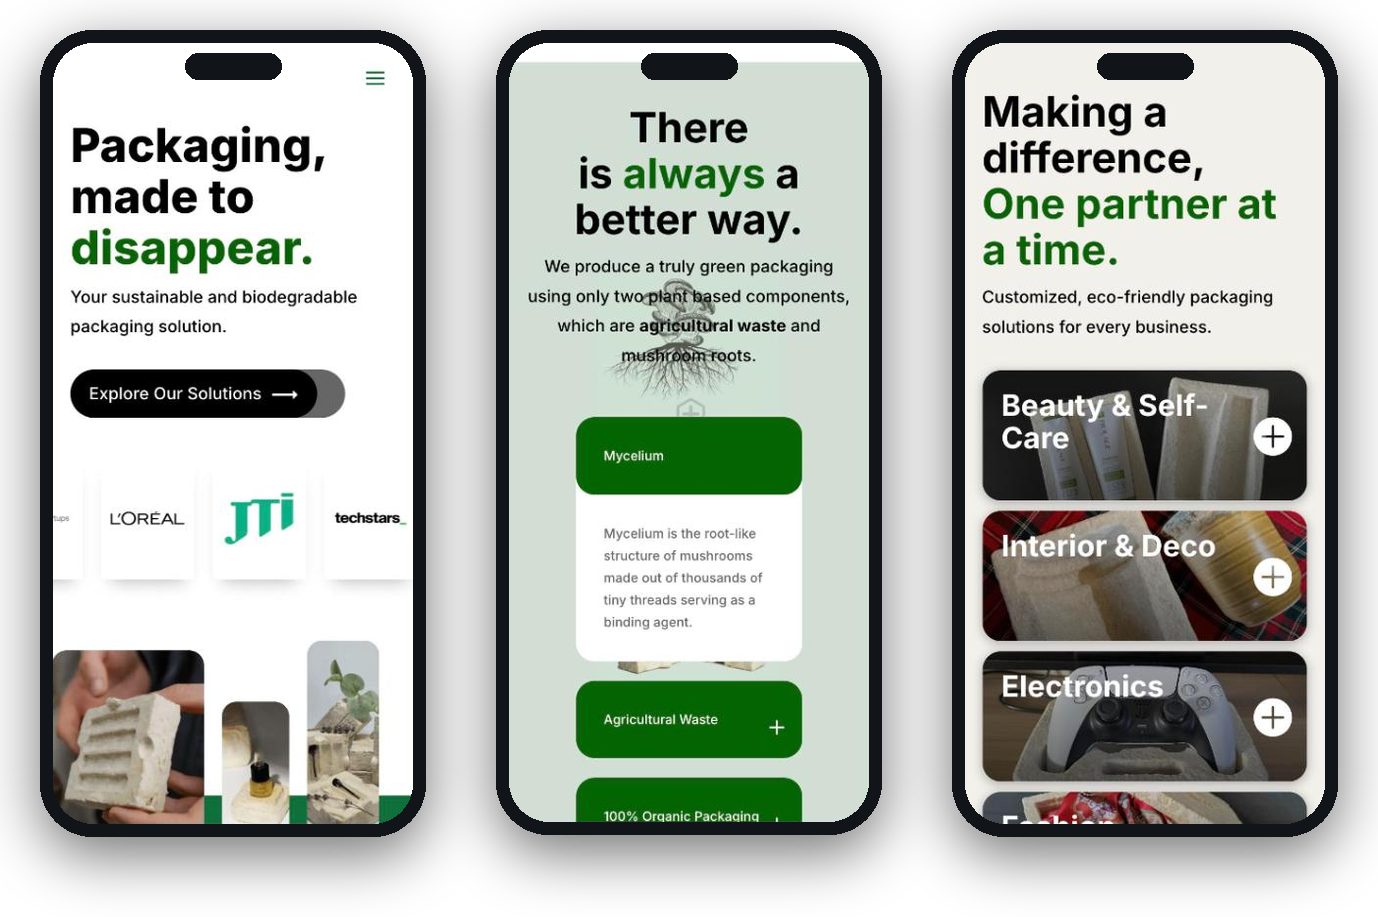 Packaging,
made to
disappear.
Your sustainable and biodegradable
packaging solution.
Explore Our Solutions
tups
L'ORÉAL
JTi
techstars_
There
is always a
better way.
We produce a truly green packaging
using only two plant based components,
which are agricultural waste and
mushroom roots.
Mycelium
Mycelium is the root-like
structure of mushrooms
made out of thousands of
tiny threads serving as a
binding agent.
Agricultural Waste
100% Organic Packaging
Making a
difference,
One partner at
a time.
Customized, eco-friendly packaging
solutions for every business.
Beauty & Self-
Care
Interior & Deco
Electronics
Fashion